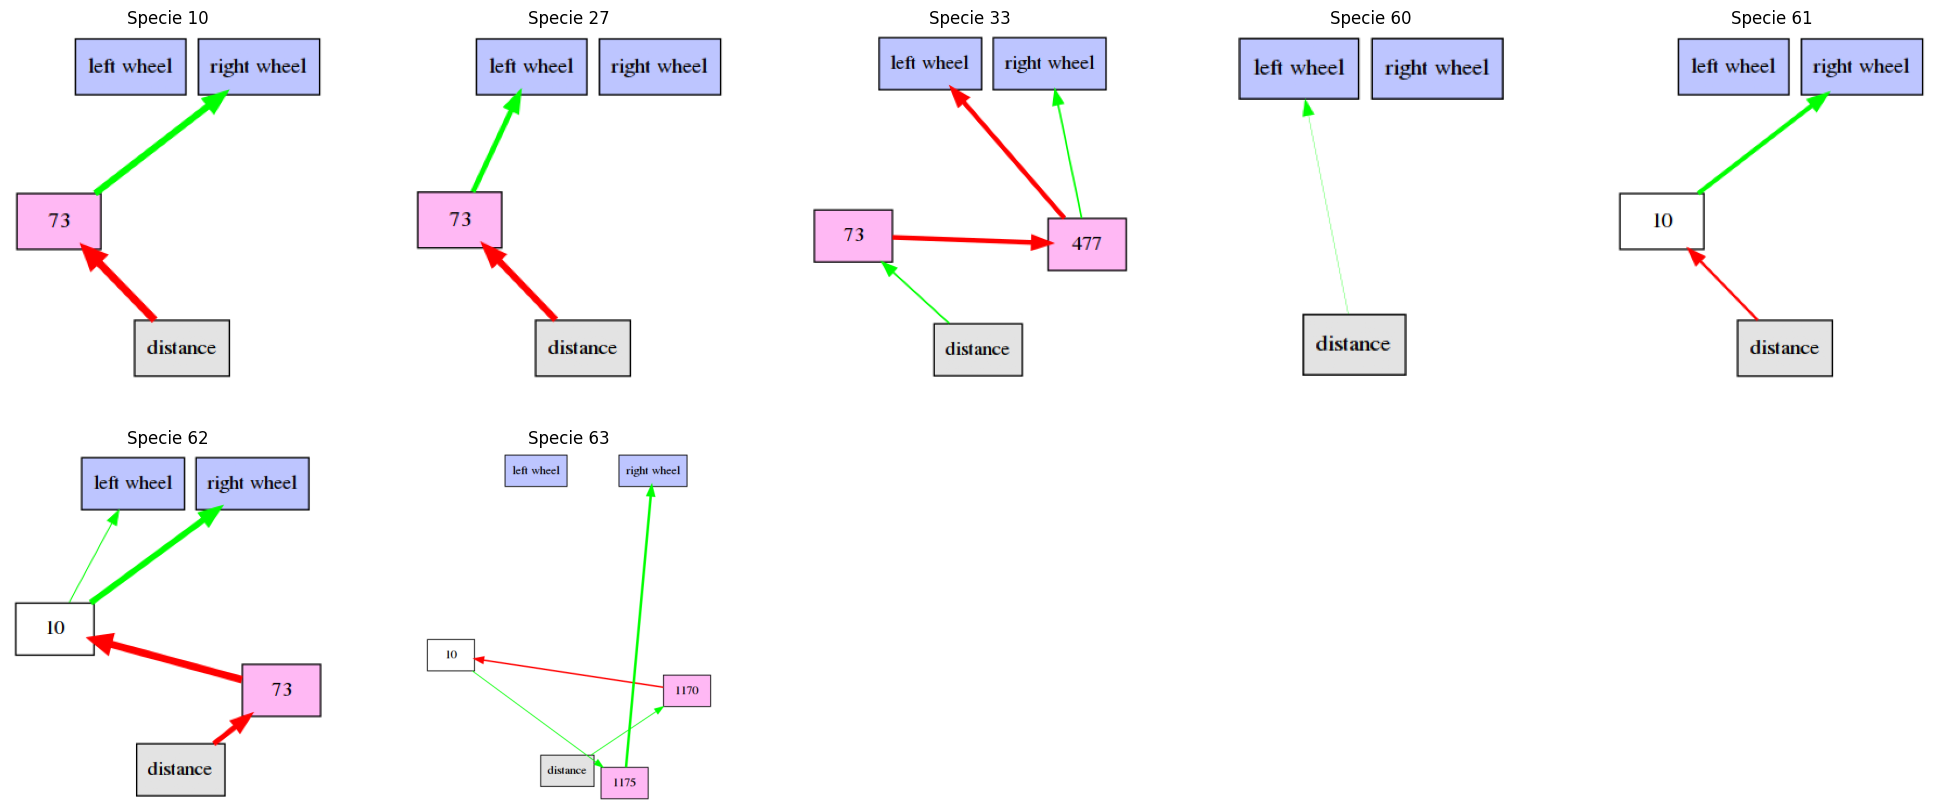 Specie 10
left wheel
right wheel
73
distance
Specie 27
left wheel
right wheel
73
distance
Specie 33
left wheel
right wheel
73
477
distance
Specie 60
left wheel
right wheel
distance
Specie 61
left wheel
right wheel
10
distance
Specie 62
left wheel
right wheel
10
73
distance
Specie 63
left wheel
right wheel
10
1170
distance
1175